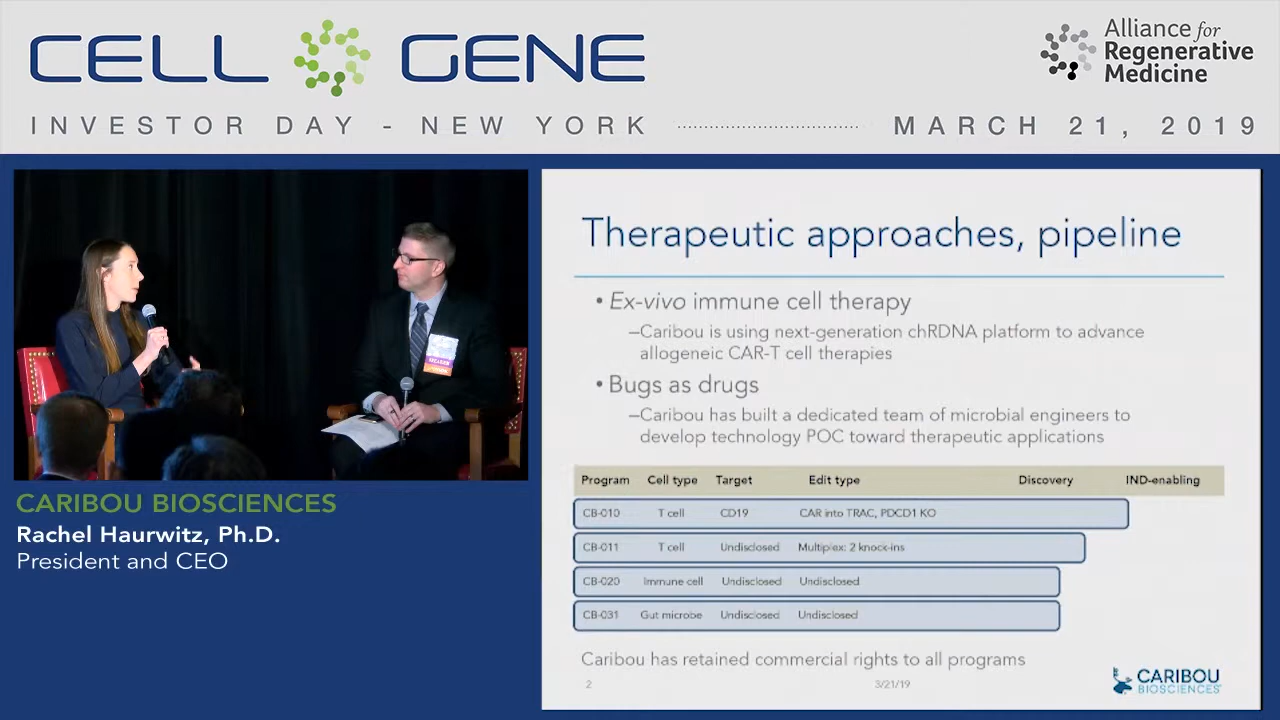 CELL GENE
Alliance for
Regenerative
Medicine
INVESTOR DAY - NEW YORK
MARCH 21, 2019
CARIBOU BIOSCIENCES
Rachel Haurwitz, Ph.D.
President and CEO
Therapeutic approaches, pipeline
• Ex-vivo immune cell therapy
–Caribou is using next-generation chRDNA platform to advance
allogeneic CAR-T cell therapies
• Bugs as drugs
–Caribou has built a dedicated team of microbial engineers to
develop technology POC toward therapeutic applications
Program Cell type Target Edit type Discovery IND-enabling
CB-010 T cell CD19 CAR into TRAC, PDCD1 KO
CB-011 T cell Undisclosed Multiplex: 2 knock-ins
CB-020 Immune cell Undisclosed Undisclosed
CB-031 Gut microbe Undisclosed Undisclosed
Caribou has retained commercial rights to all programs
2 3/21/19
CARIBOU
BIOSCIENCES